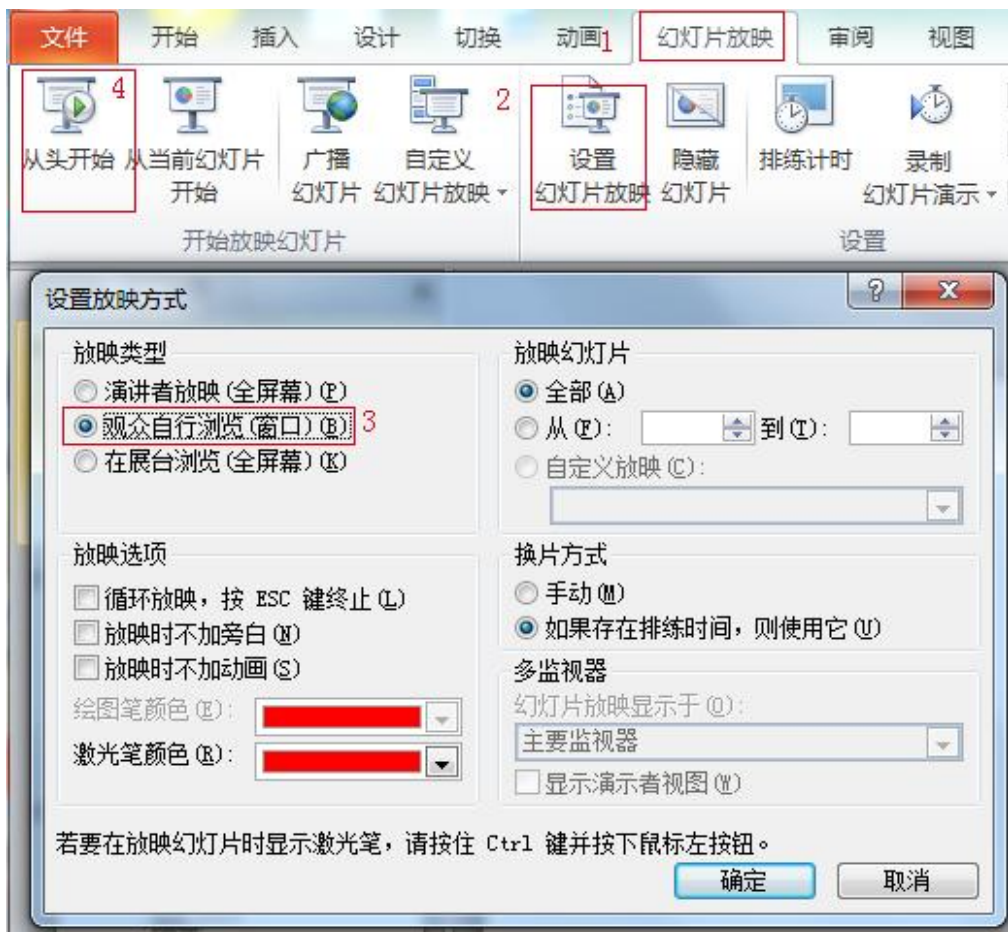 文件 开始 插入 设计 切换 动画1 幻灯片放映 审阅 视图
4 2
从头开始 从当前幻灯片 广播 自定义 设置 隐藏 排练计时 录制
开始 幻灯片 幻灯片放映 幻灯片放映 幻灯片 幻灯片演示
开始放映幻灯片 设置
设置放映方式
放映类型 放映幻灯片
演讲者放映(全屏幕)(P) 全部(A)
观众自行浏览(窗口)(B) 3 从(F): 到(T):
在展台浏览(全屏幕)(K) 自定义放映(C):
放映选项 换片方式
循环放映，按 ESC 键终止(L) 手动(M)
放映时不加旁白(N) 如果存在排练时间，则使用它(U)
放映时不加动画(S) 多监视器
绘图笔颜色(E): 幻灯片放映显示于(O):
激光笔颜色(R): 主要监视器
显示演示者视图(W)
若要在放映幻灯片时显示激光笔，请按住 Ctrl 键并按下鼠标左按钮。
确定 取消